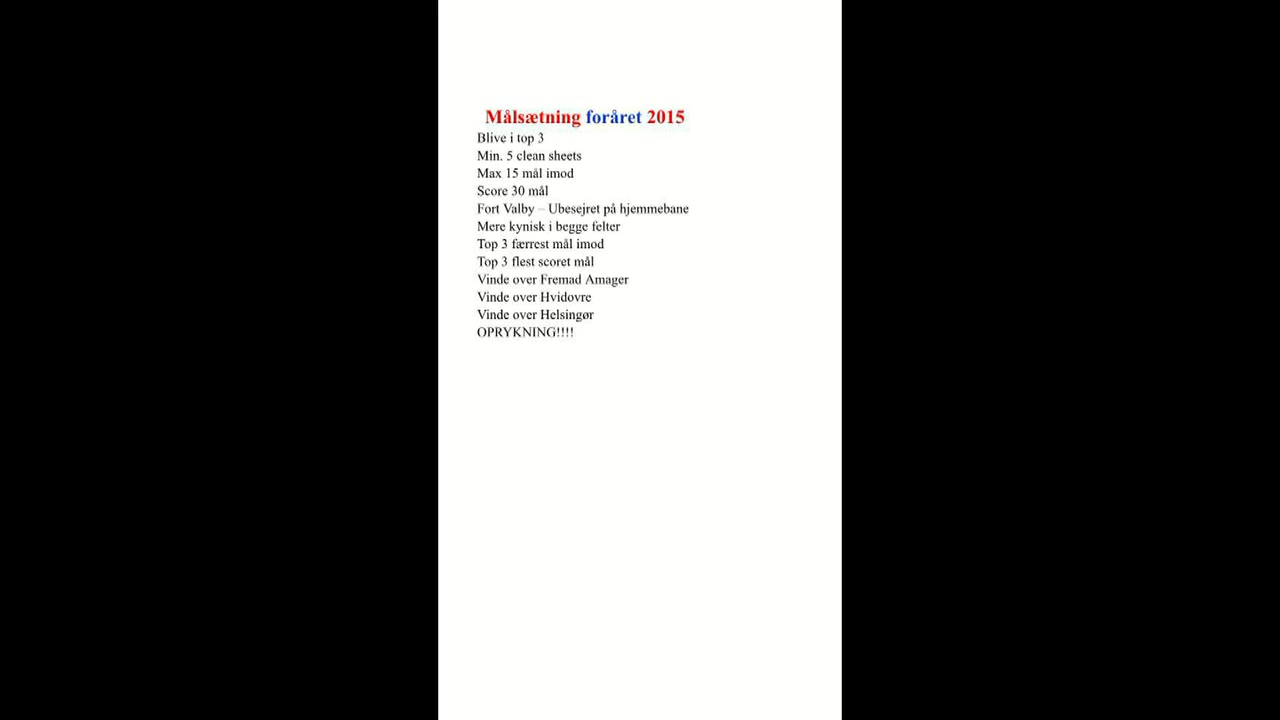 Målsætning foråret 2015
Blive i top 3
Min. 5 clean sheets
Max 15 mål imod
Score 30 mål
Fort Valby – Ubesejret på hjemmebane
Mere kynisk i begge felter
Top 3 færrest mål imod
Top 3 flest scoret mål
Vinde over Fremad Amager
Vinde over Hvidovre
Vinde over Helsingør
OPRYKNING!!!!